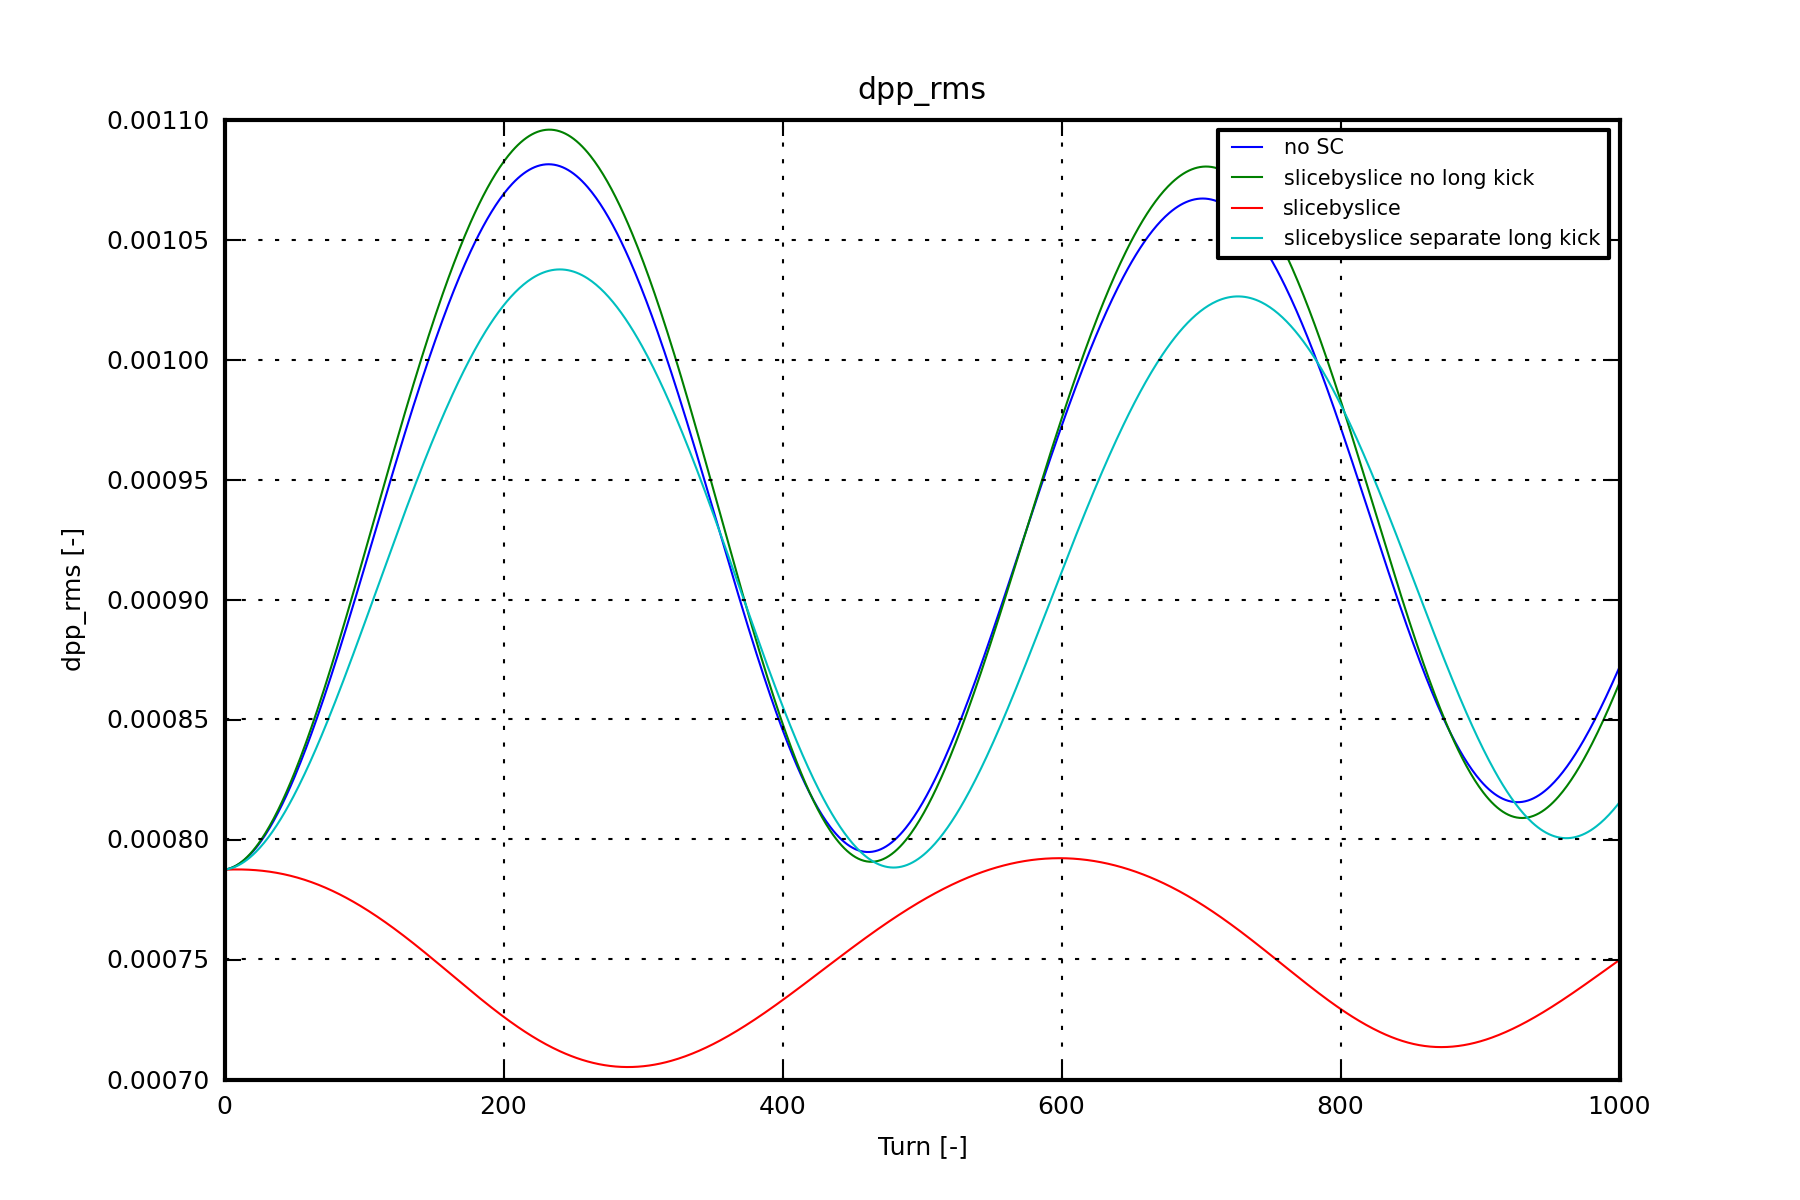 dpp_rms
0.00110
0.00105
0.00100
0.00095
0.00090
0.00085
0.00080
0.00075
0.00070
dpp_rms [-]
no SC
slicebyslice no long kick
slicebyslice
slicebyslice separate long kick
0 200 400 600 800 1000
Turn [-]